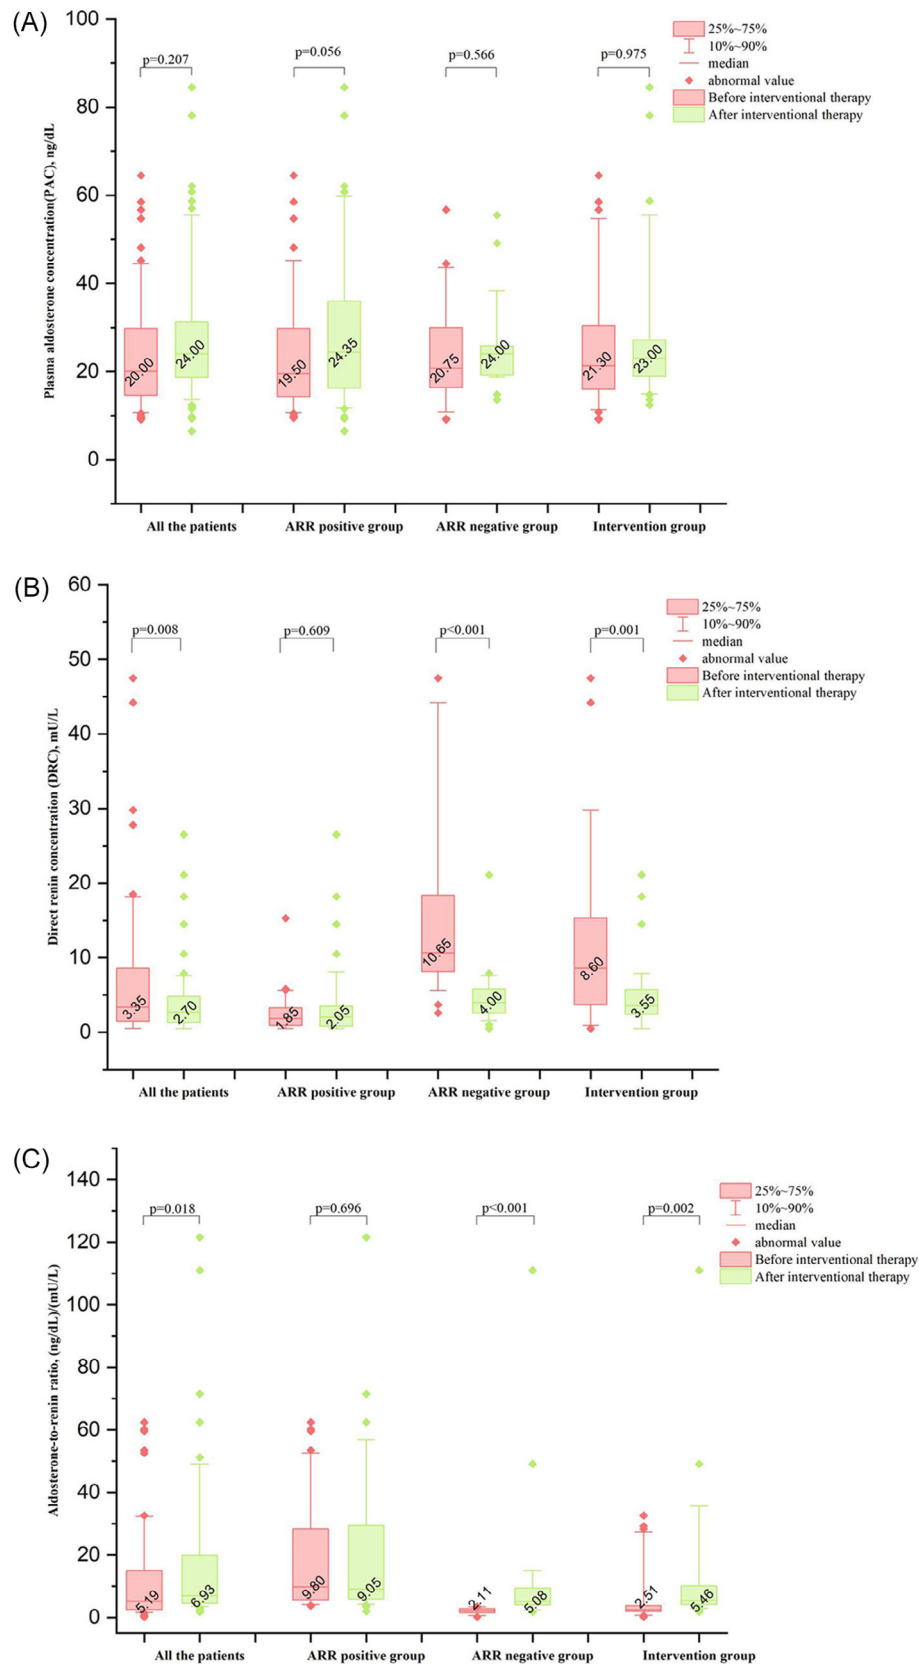 (A)
100
80
60
40
20
0
Plasma aldosterone concentration(PAC), ng/dL
p=0.207
p=0.056
p=0.566
p=0.975
25%~75%
10%~90%
median
abnormal value
Before interventional therapy
After interventional therapy
20.00
24.00
19.50
24.35
20.75
24.00
21.30
23.00
All the patients
ARR positive group
ARR negative group
Intervention group
(B)
60
50
40
30
20
10
0
Direct renin concentration (DRC), mU/L
p=0.008
p=0.609
p<0.001
p=0.001
25%~75%
10%~90%
median
abnormal value
Before interventional therapy
After interventional therapy
3.35
2.70
1.85
2.05
10.65
4.00
8.60
3.55
All the patients
ARR positive group
ARR negative group
Intervention group
(C)
140
120
100
80
60
40
20
0
Aldosterone-to-renin ratio, (ng/dL)/(mU/L)
p=0.018
p=0.696
p<0.001
p=0.002
25%~75%
10%~90%
median
abnormal value
Before interventional therapy
After interventional therapy
5.19
6.93
9.80
9.05
2.11
5.08
2.51
5.46
All the patients
ARR positive group
ARR negative group
Intervention group